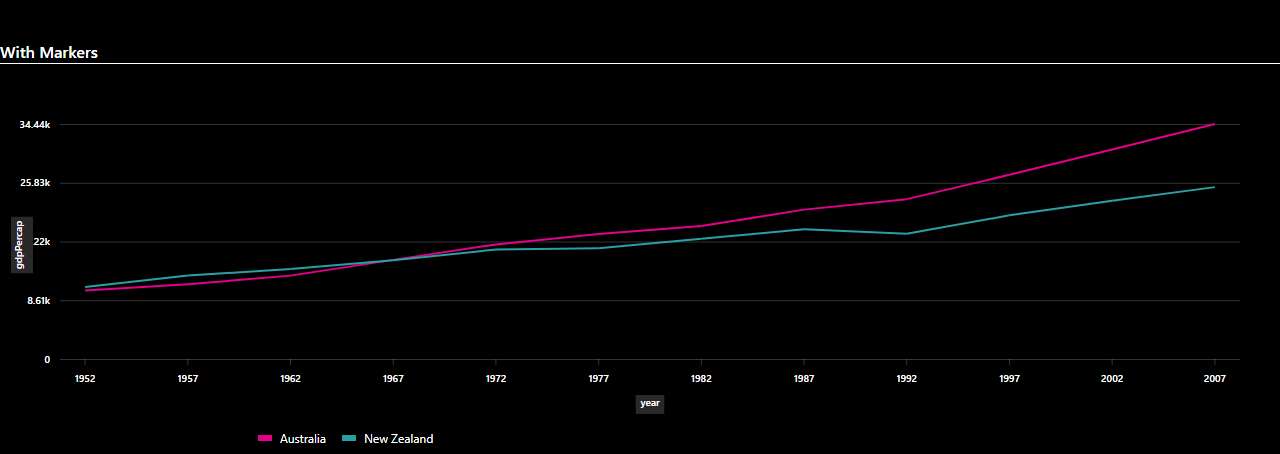 With Markers
34.44k
25.83k
22k
8.61k
0
gdpPercap
1952 1957 1962 1967 1972 1977 1982 1987 1992 1997 2002 2007
year
Australia New Zealand